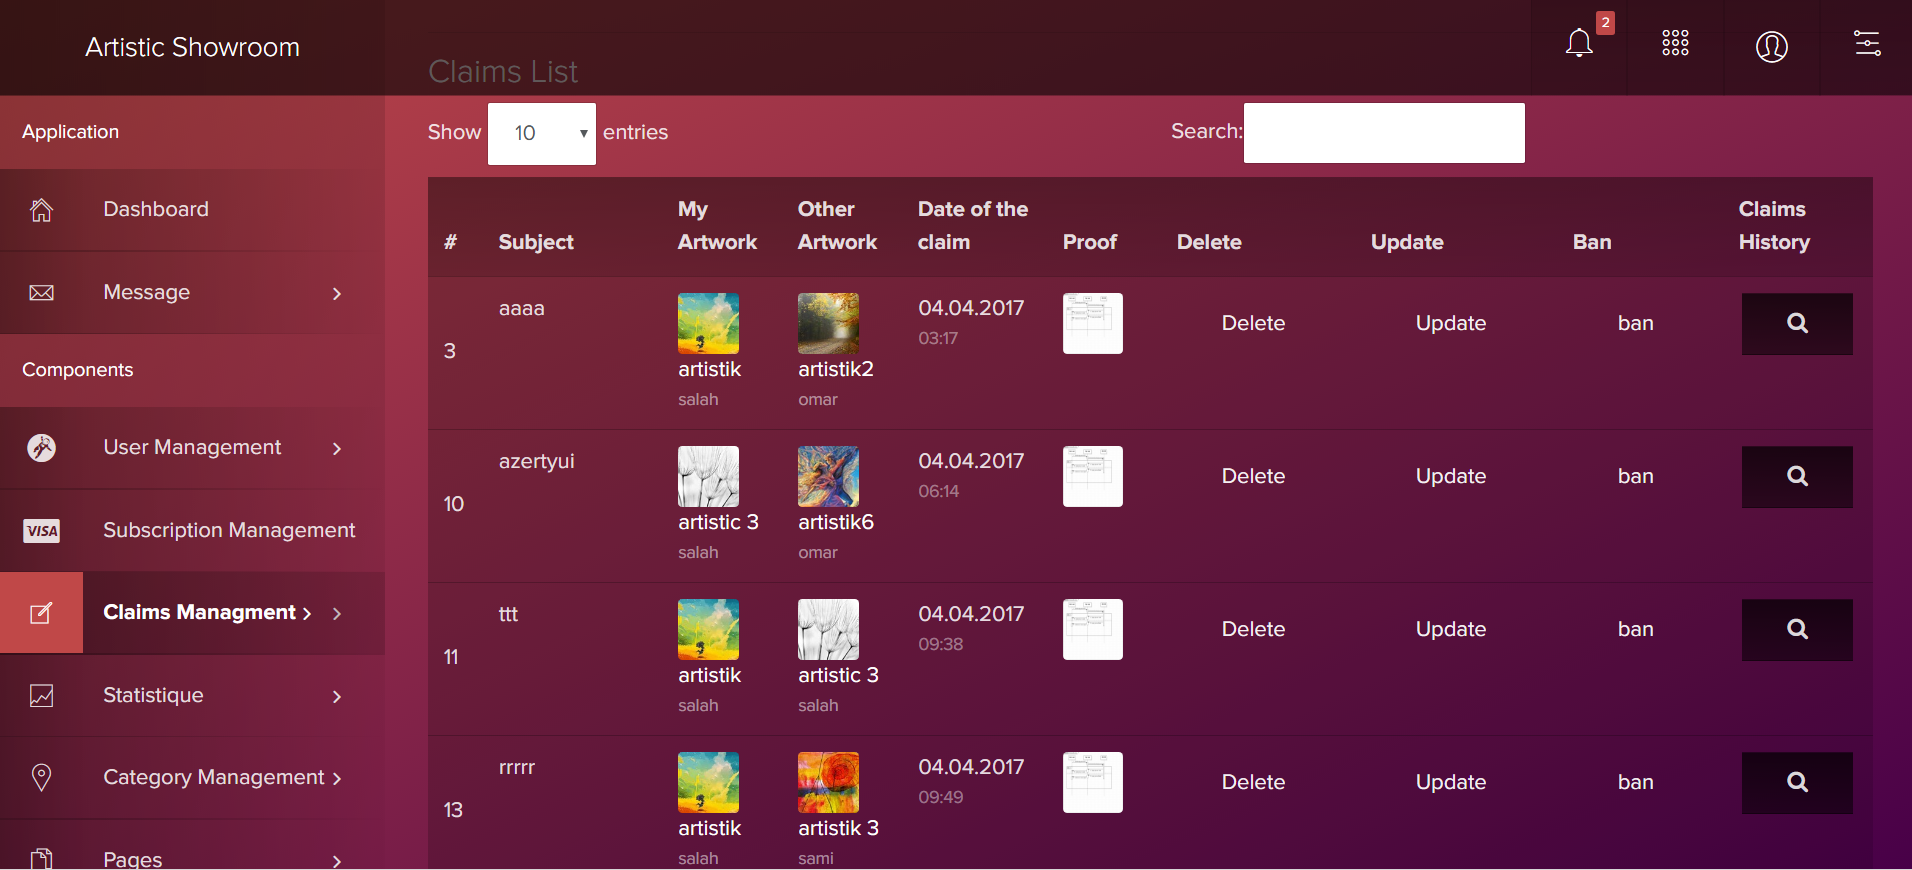 Artistic Showroom
Claims List
2
Application
Dashboard
Message
Components
User Management
VISA
Subscription Management
Claims Managment
Statistique
Category Management
Pages
Show 10 entries
Search:
# Subject My Artwork Other Artwork Date of the claim Proof Delete Update Ban Claims History
3 aaaa artistik salah artistik2 omar 04.04.2017 03:17 Delete Update ban
10 azertyui artistic 3 salah artistik6 omar 04.04.2017 06:14 Delete Update ban
11 ttt artistik salah artistic 3 salah 04.04.2017 09:38 Delete Update ban
13 rrrrr artistik salah artistik 3 sami 04.04.2017 09:49 Delete Update ban